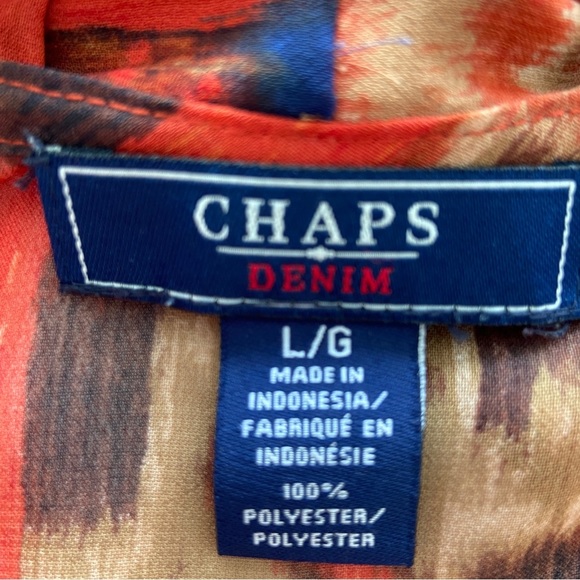 CHAPS
DENIM
L/G
MADE IN
INDONESIA/
FABRIQUÉ EN
INDONÉSIE
100%
POLYESTER/
POLYESTER